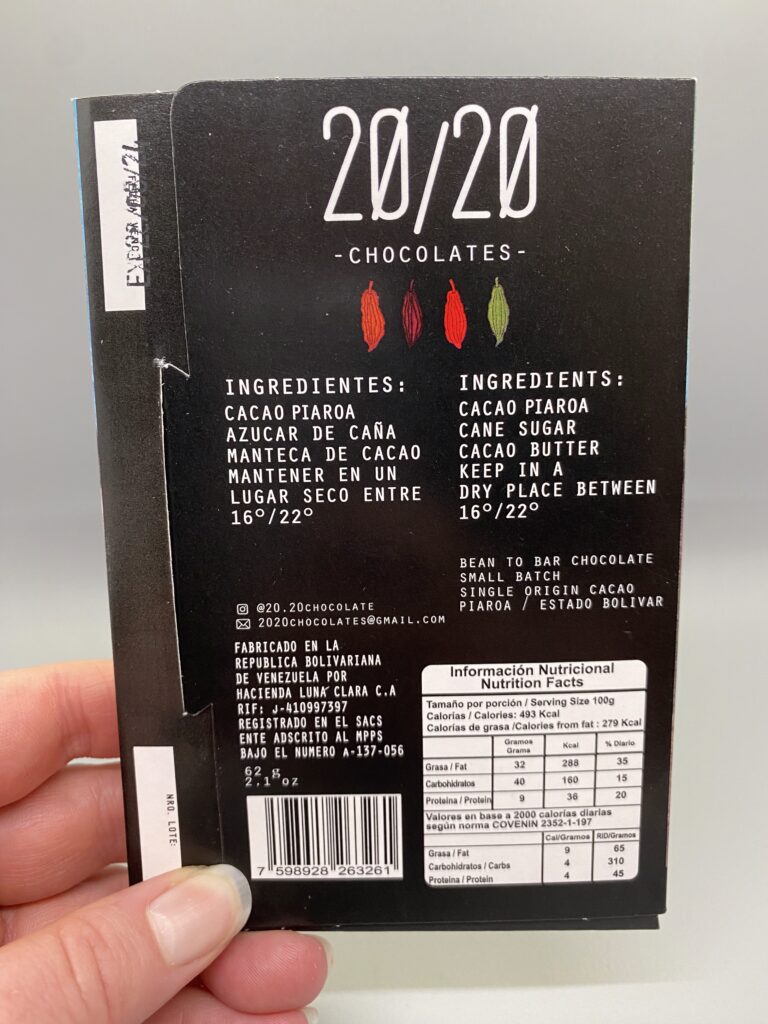 20/20
-CHOCOLATES-
INGREDIENTES:
CACAO PIAROA
AZUCAR DE CAÑA
MANTECA DE CACAO
MANTENER EN UN
LUGAR SECO ENTRE
16°/22°
INGREDIENTS:
CACAO PIAROA
CANE SUGAR
CACAO BUTTER
KEEP IN A
DRY PLACE BETWEEN
16°/22°
BEAN TO BAR CHOCOLATE
SMALL BATCH
SINGLE ORIGIN CACAO
PIAROA / ESTADO BOLIVAR
@20.20CHOCOLATE
2020CHOCOLATES@GMAIL.COM
FABRICADO EN LA
REPUBLICA BOLIVARIANA
DE VENEZUELA POR
HACIENDA LUNA CLARA C.A
RIF: J-410997397
REGISTRADO EN EL SACS
ENTE ADSCRITO AL MPPS
BAJO EL NUMERO A-137-056
62 g
2.1 oz
7 598928 263261
Información Nutricional
Nutrition Facts
Tamaño por porción / Serving Size 100g
Calorías / Calories: 493 Kcal
Calorías de grasa /Calories from fat : 279 Kcal
Gramos Kcal % Diario
Grama
Grasa / Fat 32 288 35
Carbohidratos 40 160 15
Proteína / Protein 9 36 20
Valores en base a 2000 calorías diarias
según norma COVENIN 2352-1-197
Cal/Gramos RID/Gramos
Grasa / Fat 9 65
Carbohidratos / Carbs 4 310
Proteína / Protein 4 45
NRO. LOTE: